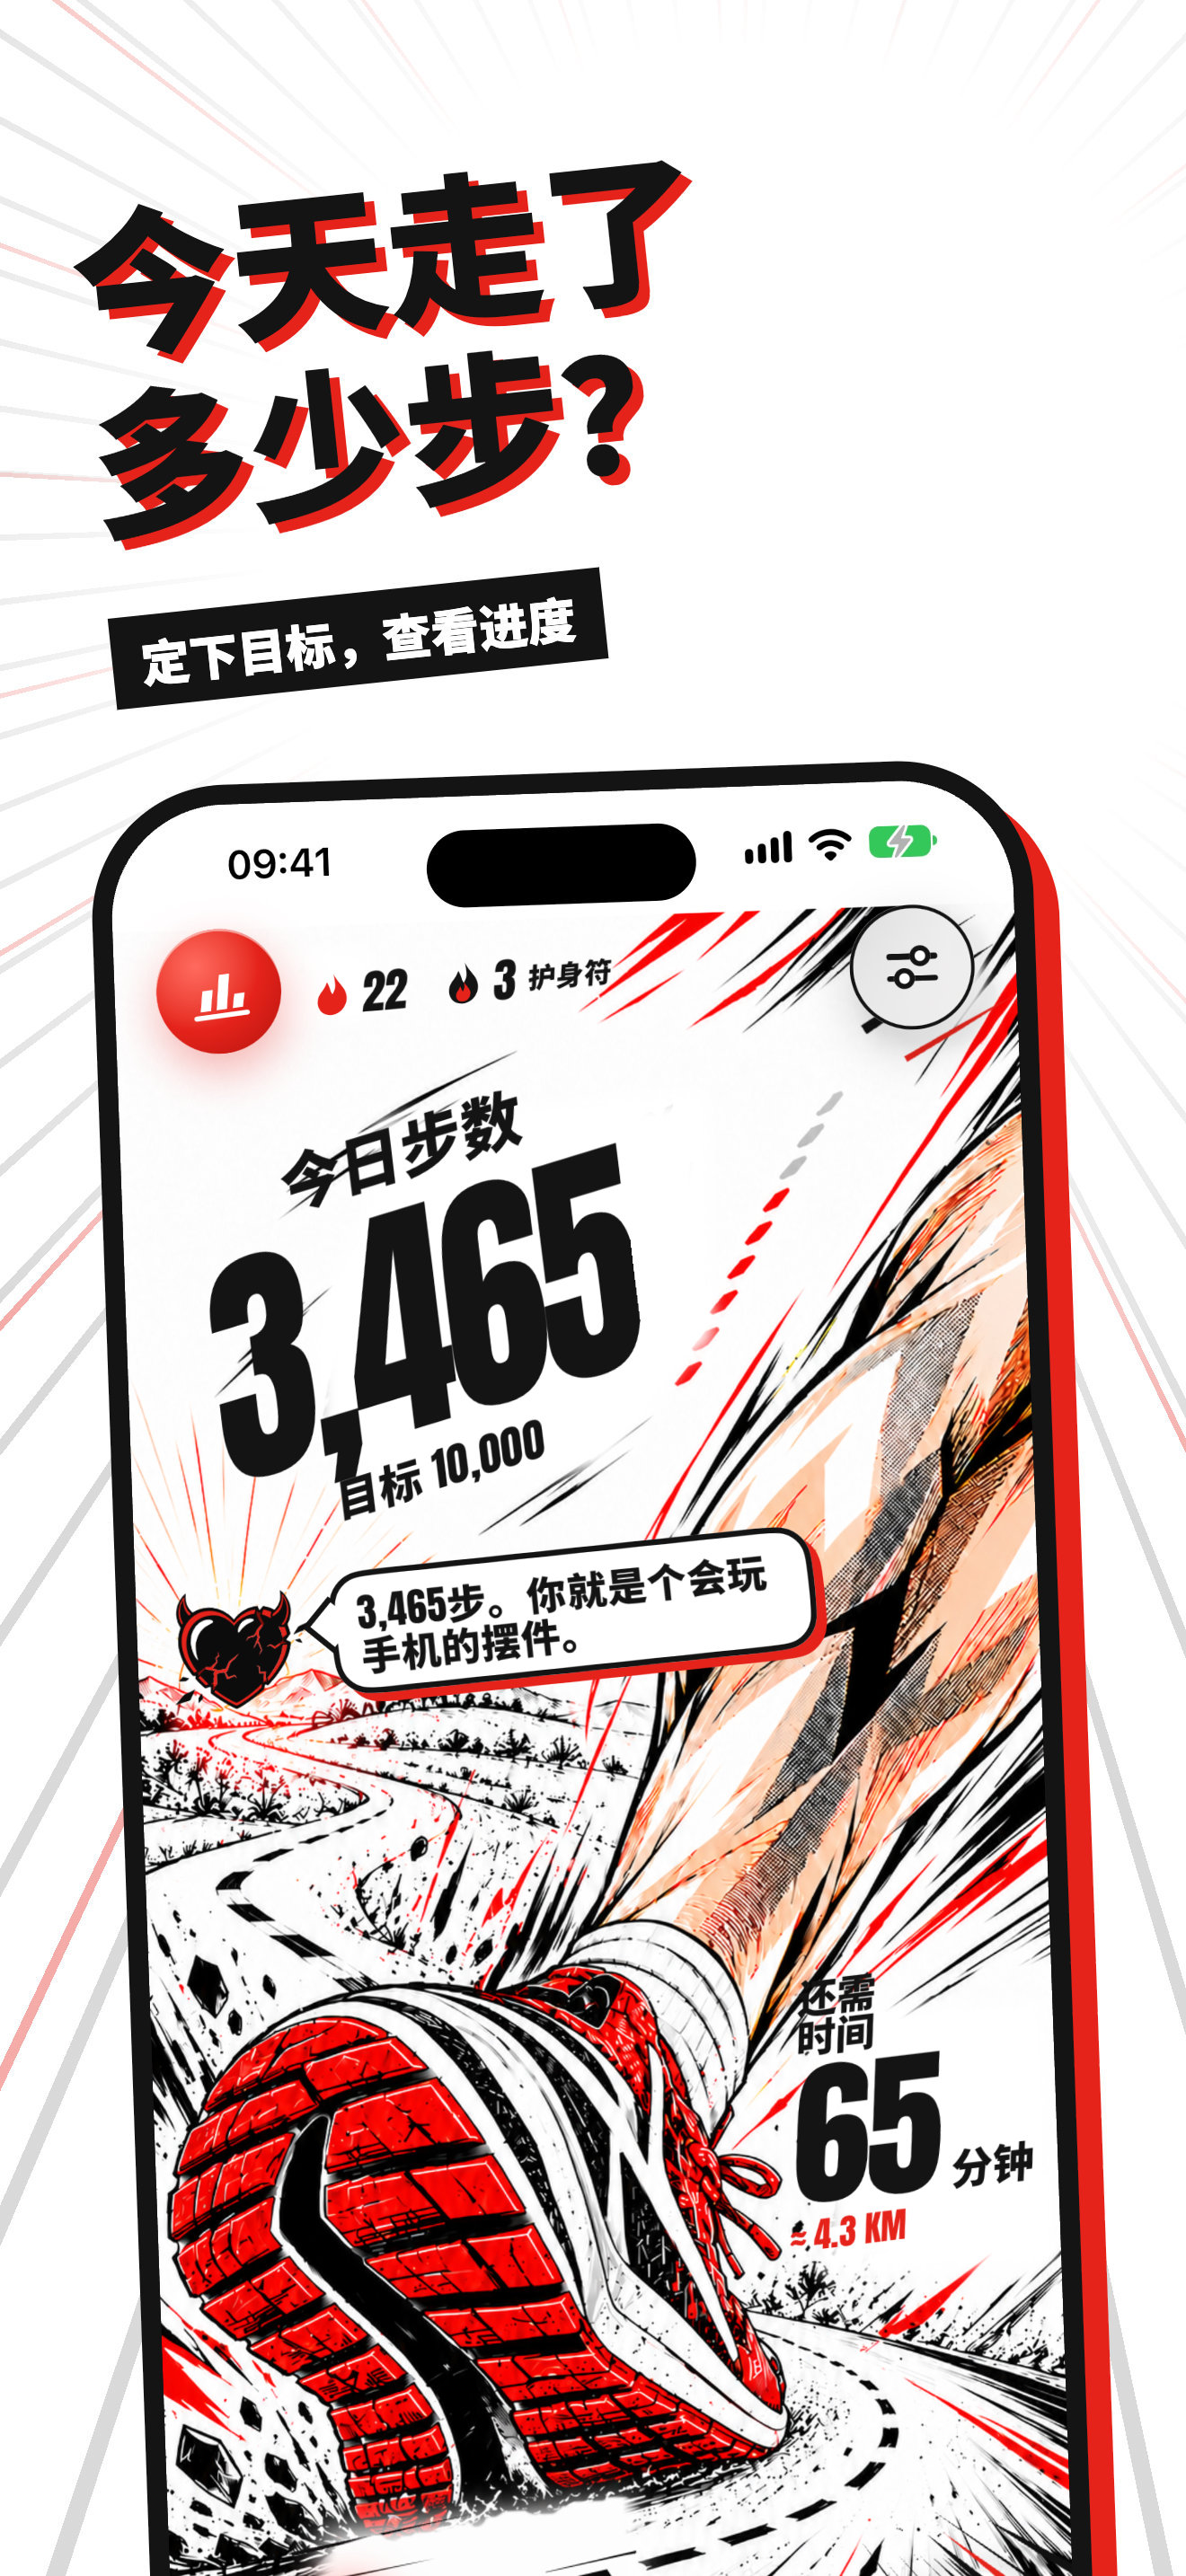 今天走了
多少步?
定下目标，查看进度
09:41
22 3 护身符
今日步数
3,465
目标 10,000
3,465步。你就是个会玩
手机的摆件。
还需
时间
65 分钟
≈ 4.3 KM